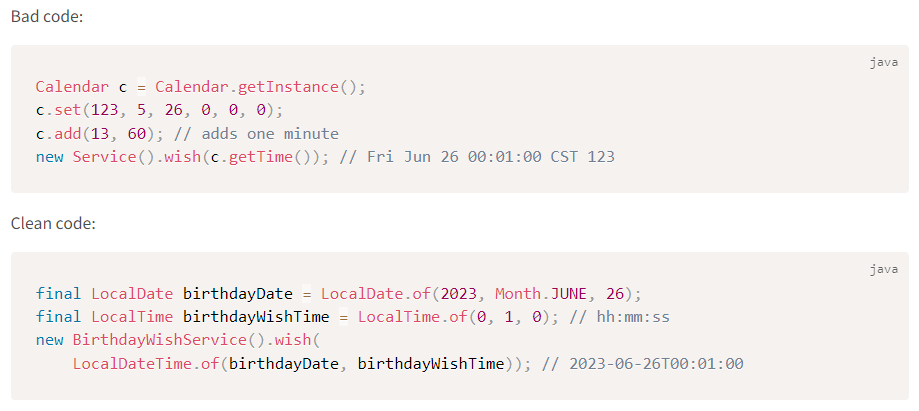 Bad code:
java
Calendar c = Calendar.getInstance();
c.set(123, 5, 26, 0, 0, 0);
c.add(13, 60); // adds one minute
new Service().wish(c.getTime()); // Fri Jun 26 00:01:00 CST 123
Clean code:
java
final LocalDate birthdayDate = LocalDate.of(2023, Month.JUNE, 26);
final LocalTime birthdayWishTime = LocalTime.of(0, 1, 0); // hh:mm:ss
new BirthdayWishService().wish(
    LocalDateTime.of(birthdayDate, birthdayWishTime)); // 2023-06-26T00:01:00